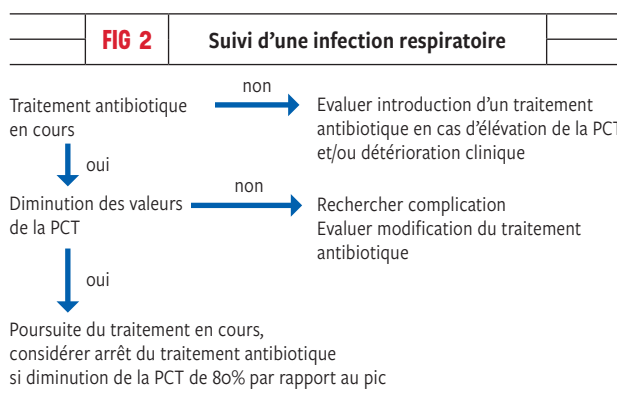 FIG 2
Suivi d’une infection respiratoire
Traitement antibiotique
en cours
non
Evaluer introduction d’un traitement
antibiotique en cas d’élévation de la PCT
et/ou détérioration clinique
oui
Diminution des valeurs
de la PCT
non
Rechercher complication
Evaluer modification du traitement
antibiotique
oui
Poursuite du traitement en cours,
considérer arrêt du traitement antibiotique
si diminution de la PCT de 80% par rapport au pic